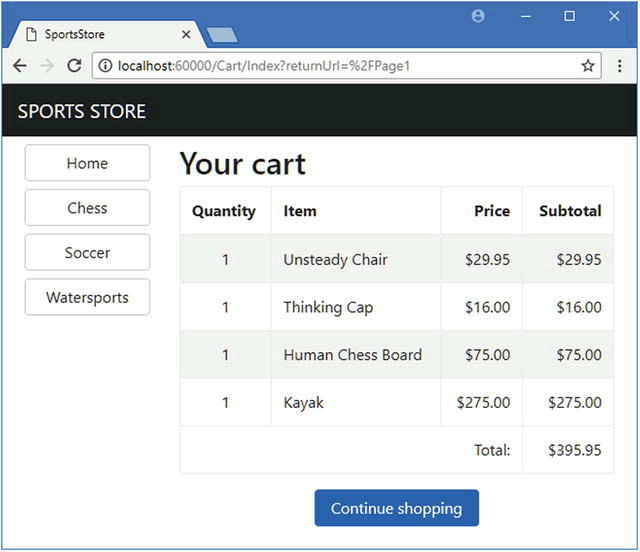 SportsStore
localhost:60000/Cart/Index?returnUrl=%2FPage1
SPORTS STORE
Home
Chess
Soccer
Watersports
Your cart
Quantity Item Price Subtotal
1 Unsteady Chair $29.95 $29.95
1 Thinking Cap $16.00 $16.00
1 Human Chess Board $75.00 $75.00
1 Kayak $275.00 $275.00
Total: $395.95
Continue shopping